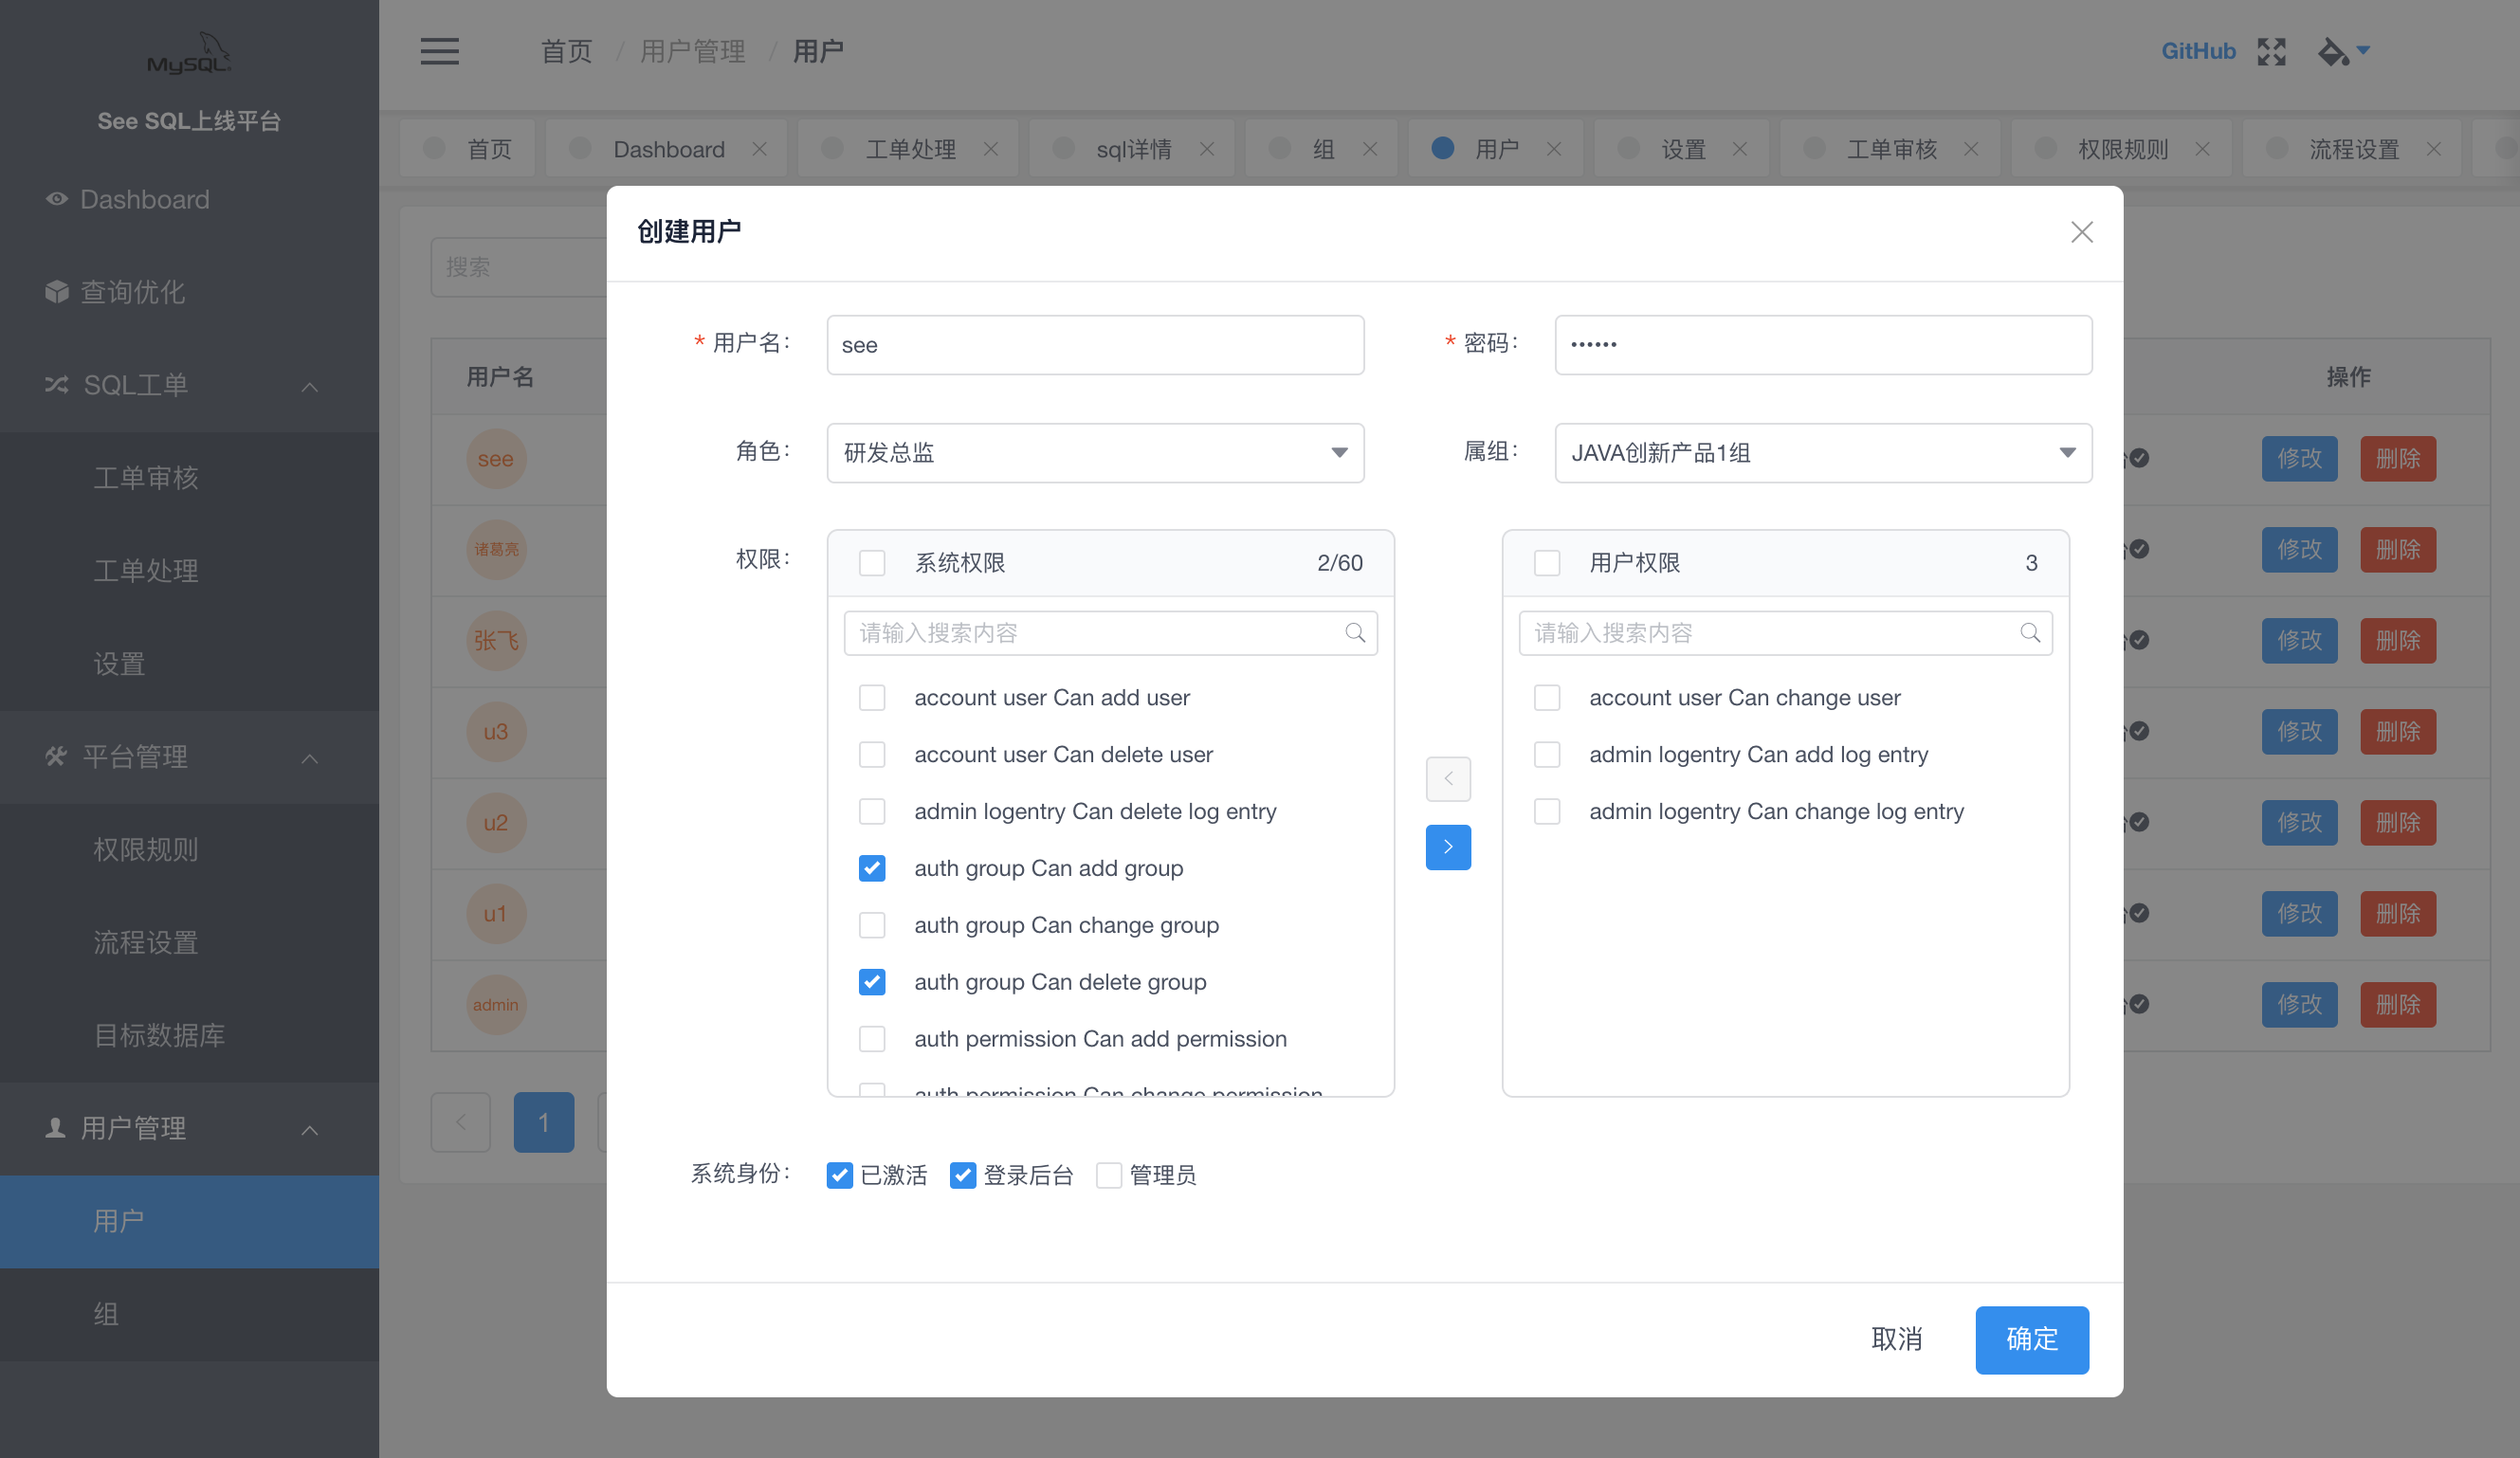 MySQL
See SQL上线平台
Dashboard
查询优化
SQL工单
工单审核
工单处理
设置
平台管理
权限规则
流程设置
目标数据库
用户管理
用户
组
首页 / 用户管理 / 用户
GitHub
首页 Dashboard 工单处理 sql详情 组 用户 设置 工单审核 权限规则 流程设置
搜索
用户名 操作
see 修改 删除
诸葛亮 修改 删除
张飞 修改 删除
u3 修改 删除
u2 修改 删除
u1 修改 删除
admin 修改 删除
1
创建用户
* 用户名： see * 密码： ••••••
角色： 研发总监 属组： JAVA创新产品1组
权限： 系统权限 2/60
请输入搜索内容
account user Can add user
account user Can delete user
admin logentry Can delete log entry
auth group Can add group
auth group Can change group
auth group Can delete group
auth permission Can add permission
auth permission Can change permission
用户权限 3
请输入搜索内容
account user Can change user
admin logentry Can add log entry
admin logentry Can change log entry
系统身份： 已激活 登录后台 管理员
取消 确定